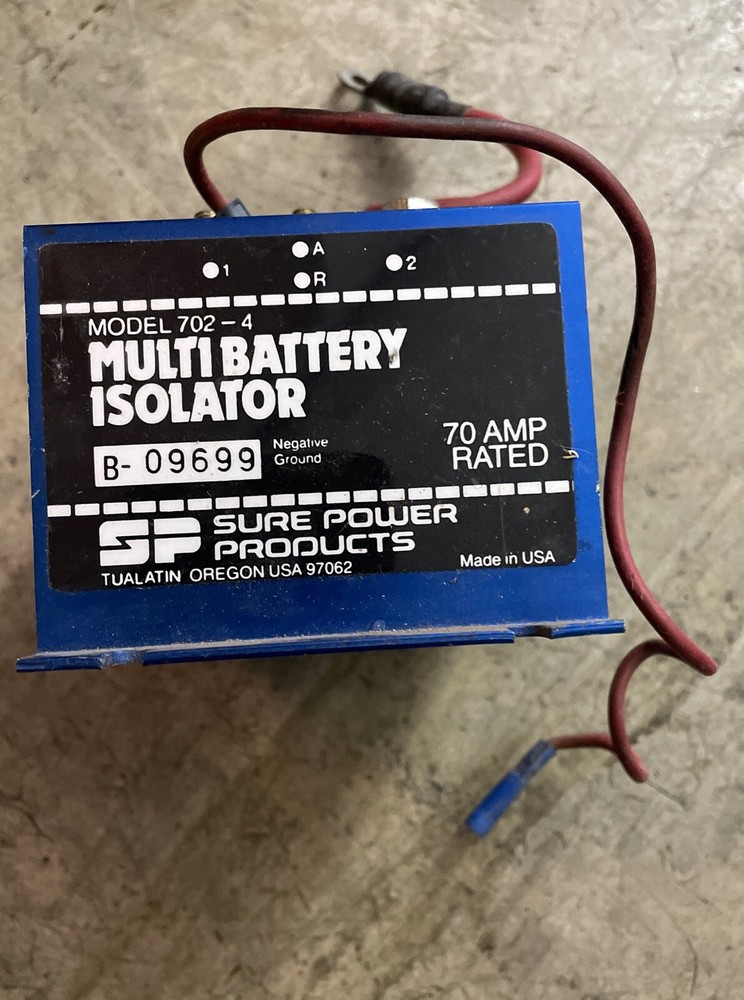 1 A 2
R
MODEL 702-4
MULTI BATTERY
ISOLATOR
B- 09699
Negative
Ground
70 AMP
RATED
SP SURE POWER
PRODUCTS
TUALATIN OREGON USA 97062
Made in USA